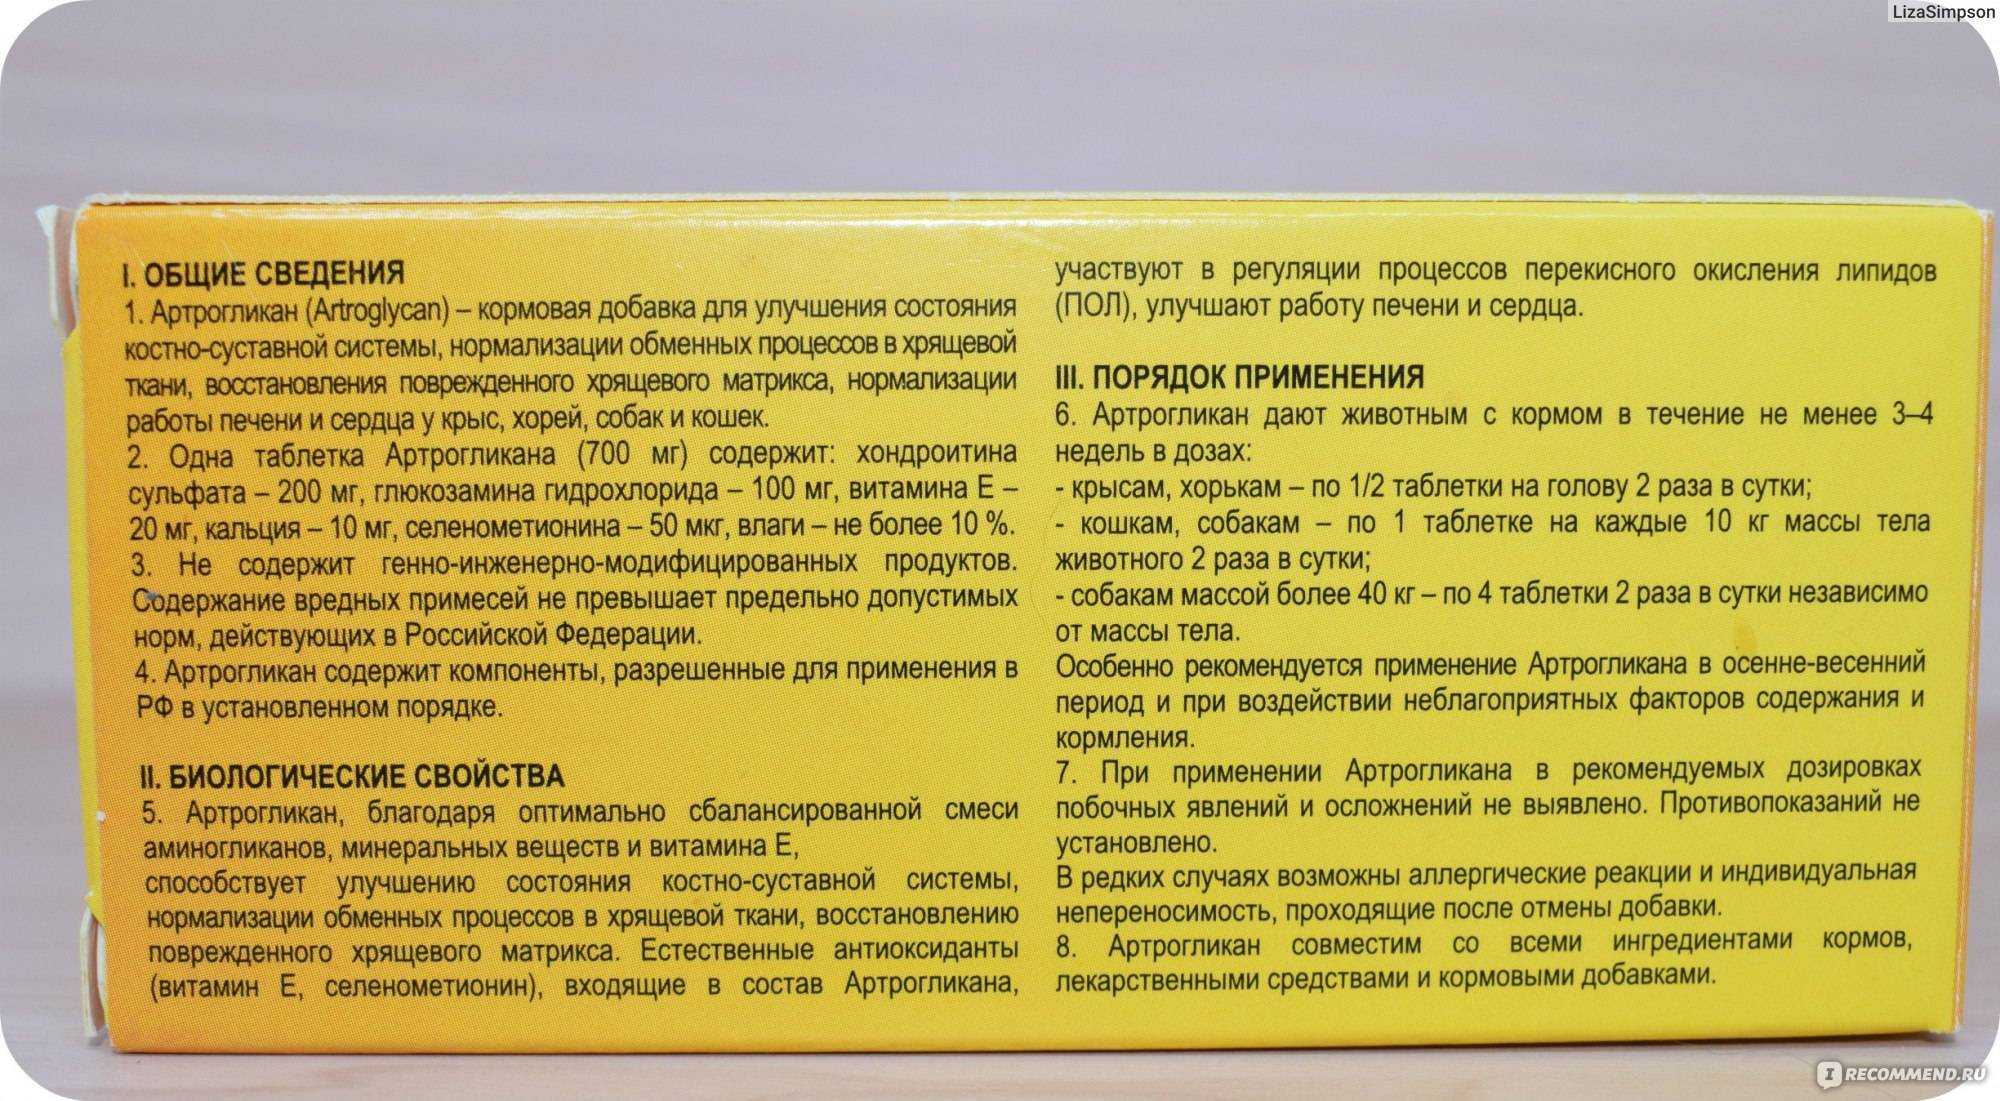 LizaSimpson
I. ОБЩИЕ СВЕДЕНИЯ
1. Артрогликан (Artroglycan) – кормовая добавка для улучшения состояния
костно-суставной системы, нормализации обменных процессов в хрящевой
ткани, восстановления поврежденного хрящевого матрикса, нормализации
работы печени и сердца у крыс, хорей, собак и кошек.
2. Одна таблетка Артрогликана (700 мг) содержит: хондроитина
сульфата – 200 мг, глюкозамина гидрохлорида – 100 мг, витамина Е –
20 мг, кальция – 10 мг, селенометионина – 50 мкг, влаги – не более 10 %.
3. Не содержит генно-инженерно-модифицированных продуктов.
Содержание вредных примесей не превышает предельно допустимых
норм, действующих в Российской Федерации.
4. Артрогликан содержит компоненты, разрешенные для применения в
РФ в установленном порядке.
II. БИОЛОГИЧЕСКИЕ СВОЙСТВА
5. Артрогликан, благодаря оптимально сбалансированной смеси
аминогликанов, минеральных веществ и витамина Е,
способствует улучшению состояния костно-суставной системы,
нормализации обменных процессов в хрящевой ткани, восстановлению
поврежденного хрящевого матрикса. Естественные антиоксиданты
(витамин Е, селенометионин), входящие в состав Артрогликана,
участвуют в регуляции процессов перекисного окисления липидов
(ПОЛ), улучшают работу печени и сердца.
III. ПОРЯДОК ПРИМЕНЕНИЯ
6. Артрогликан дают животным с кормом в течение не менее 3–4
недель в дозах:
- крысам, хорькам – по 1/2 таблетки на голову 2 раза в сутки;
- кошкам, собакам – по 1 таблетке на каждые 10 кг массы тела
животного 2 раза в сутки;
- собакам массой более 40 кг – по 4 таблетки 2 раза в сутки независимо
от массы тела.
Особенно рекомендуется применение Артрогликана в осенне-весенний
период и при воздействии неблагоприятных факторов содержания и
кормления.
7. При применении Артрогликана в рекомендуемых дозировках
побочных явлений и осложнений не выявлено. Противопоказаний не
установлено.
В редких случаях возможны аллергические реакции и индивидуальная
непереносимость, проходящие после отмены добавки.
8. Артрогликан совместим со всеми ингредиентами кормов,
лекарственными средствами и кормовыми добавками.
I RECOMMEND.RU